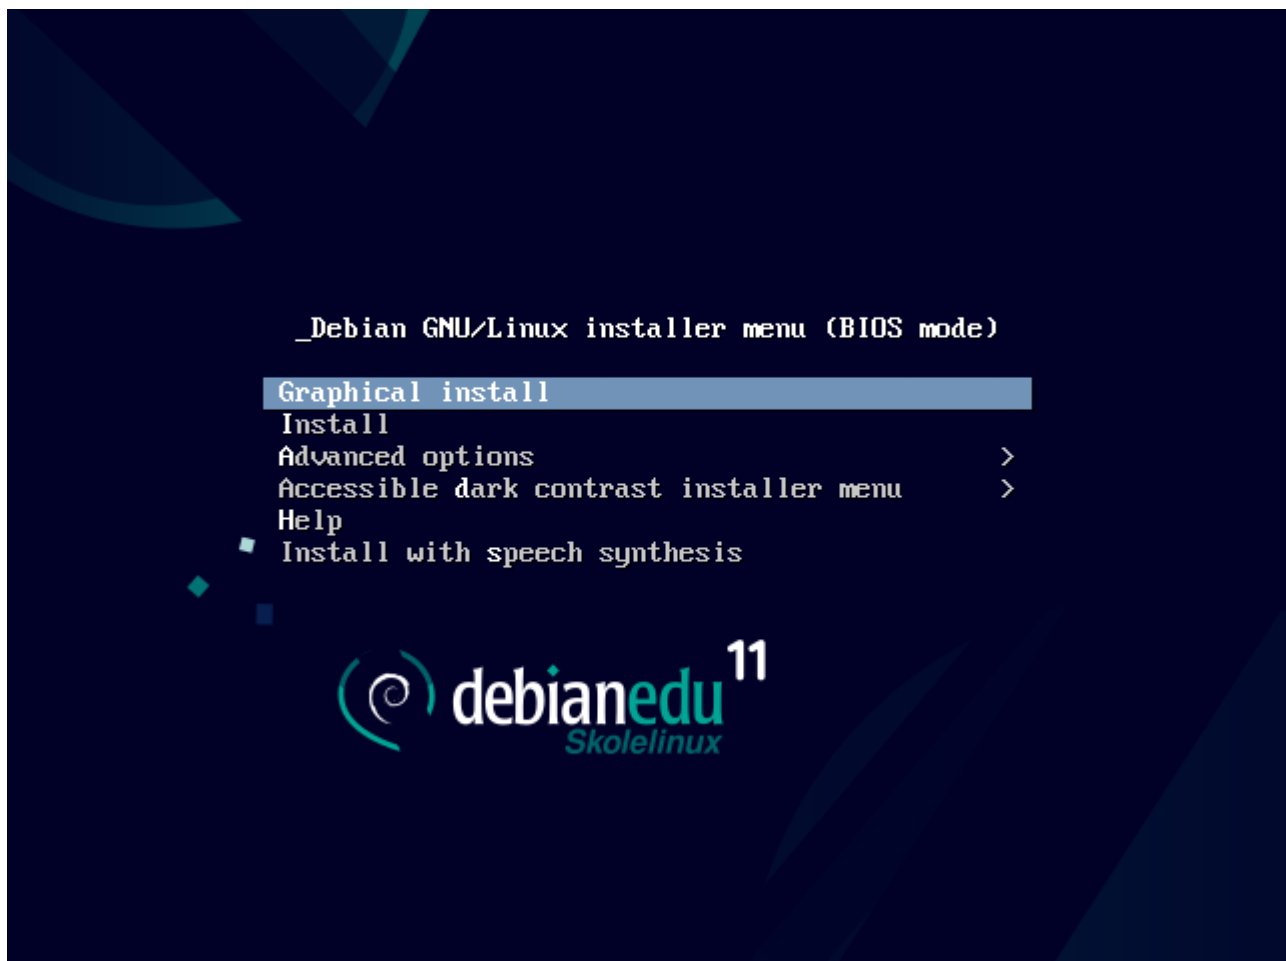 _Debian GNU/Linux installer menu (BIOS mode)
Graphical install
Install
Advanced options >
Accessible dark contrast installer menu >
Help
Install with speech synthesis
debianedu 11
Skolelinux